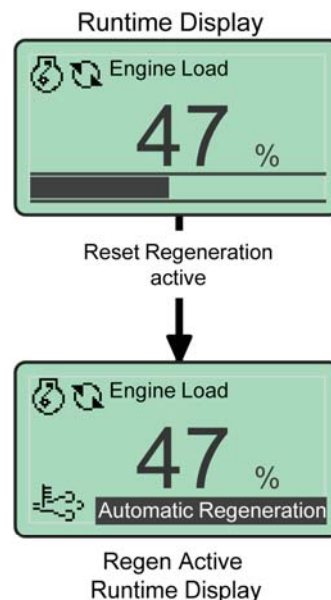 Runtime Display
Engine Load
47 %
Reset Regeneration
active
Engine Load
47 %
Automatic Regeneration
Regen Active
Runtime Display